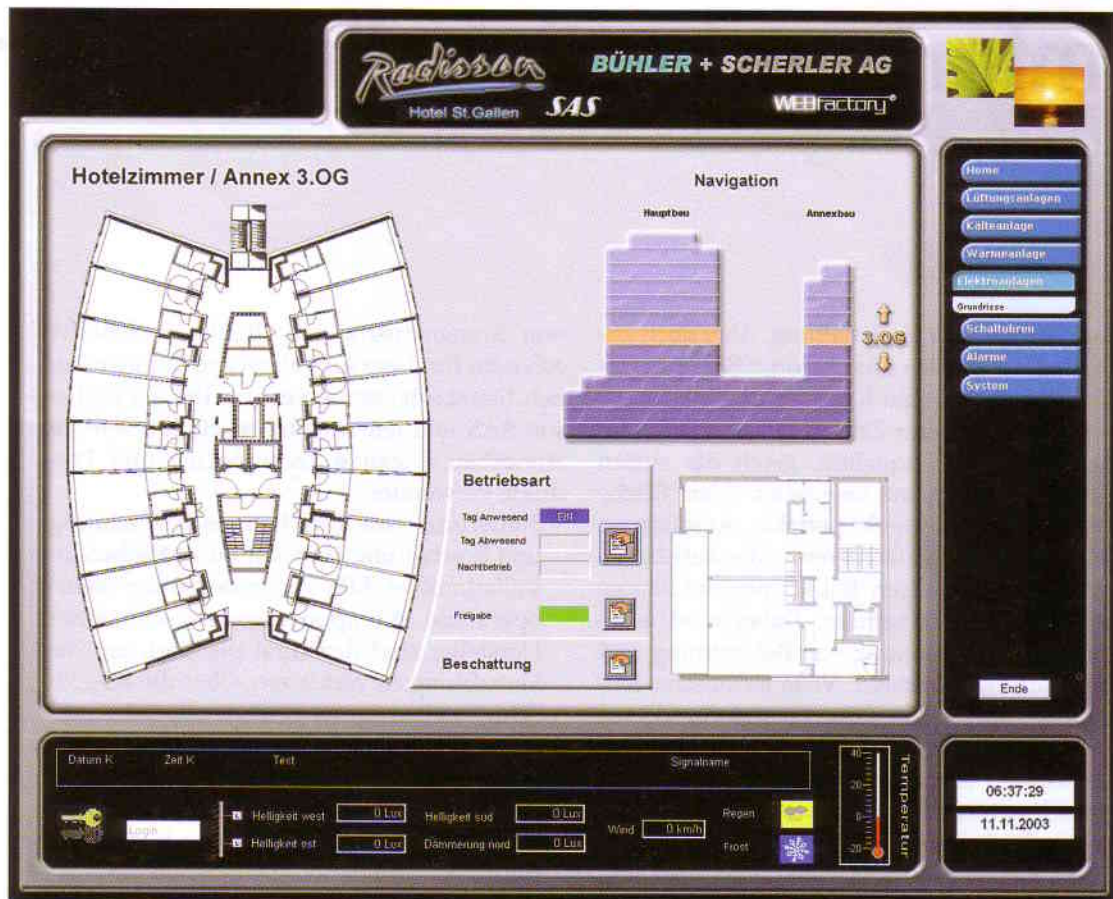 Radisson
Hotel St.Gallen SAS
BÜHLER + SCHERLER AG
WEBfactory®
Hotelzimmer / Annex 3.OG
Navigation
Hauptbau
Annexbau
3.OG
Betriebsart
Tag Anwesend EIN
Tag Abwesend
Nachtbetrieb
Freigabe
Beschattung
Home
Lüftungsanlagen
Kälteanlage
Wärmeanlage
Elektroanlagen
Grundrisse
Schaltuhren
Alarme
System
Ende
Datum K Zeit K Text Signalname
Login
Helligkeit west 0 Lux Helligkeit süd 0 Lux
Helligkeit ost 0 Lux Dämmerung nord 0 Lux
Wind 0 km/h
Regen
Frost
40
20
0
-20
Temperatur
06:37:29
11.11.2003